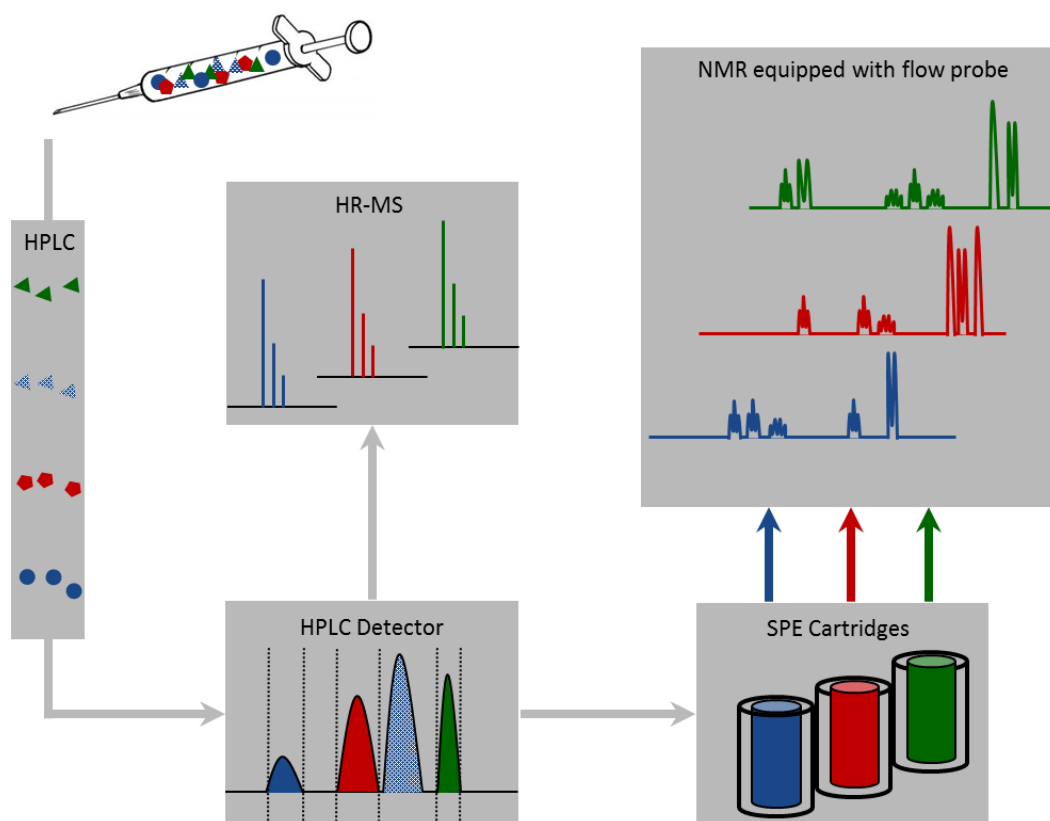 NMR equipped with flow probe
HR-MS
HPLC
HPLC Detector
SPE Cartridges